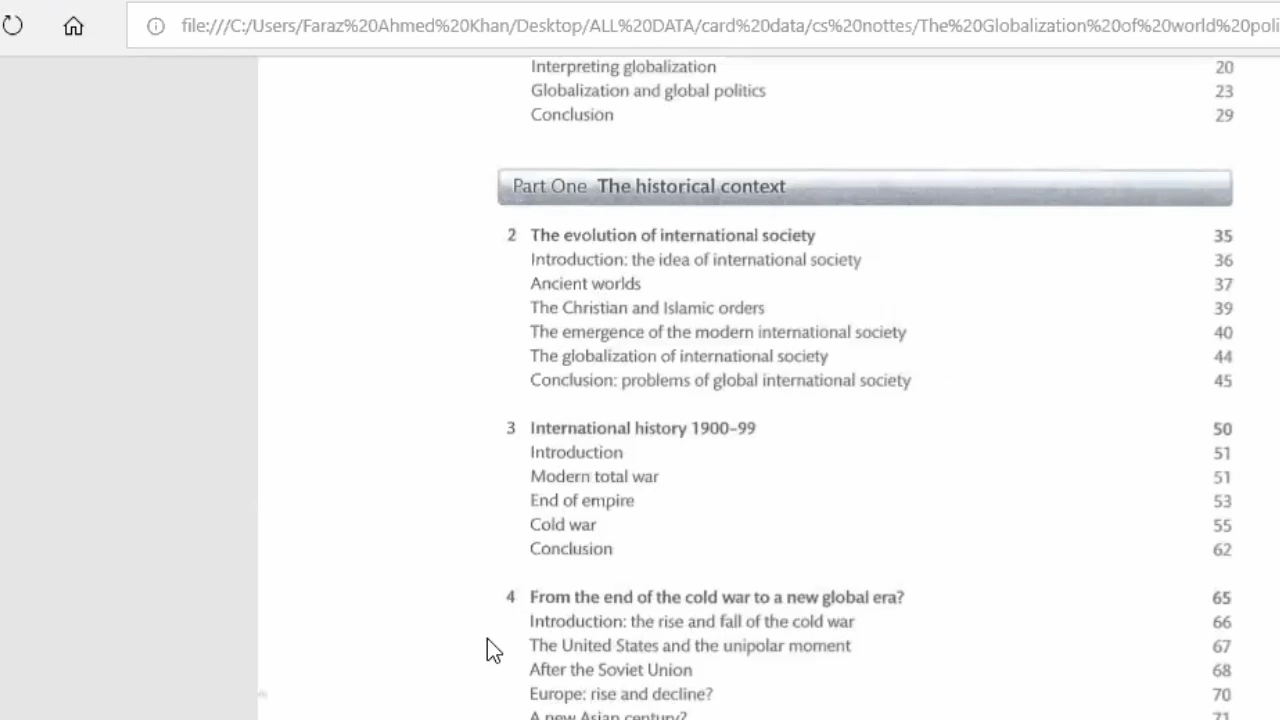 file:///C:/Users/Faraz%20Ahmed%20Khan/Desktop/ALL%20DATA/card%20data/cs%20nottes/The%20Globalization%20of%20world%20poli
Interpreting globalization 20
Globalization and global politics 23
Conclusion 29
Part One The historical context
2 The evolution of international society 35
Introduction: the idea of international society 36
Ancient worlds 37
The Christian and Islamic orders 39
The emergence of the modern international society 40
The globalization of international society 44
Conclusion: problems of global international society 45
3 International history 1900–99 50
Introduction 51
Modern total war 51
End of empire 53
Cold war 55
Conclusion 62
4 From the end of the cold war to a new global era? 65
Introduction: the rise and fall of the cold war 66
The United States and the unipolar moment 67
After the Soviet Union 68
Europe: rise and decline? 70
A new Asian century? 71